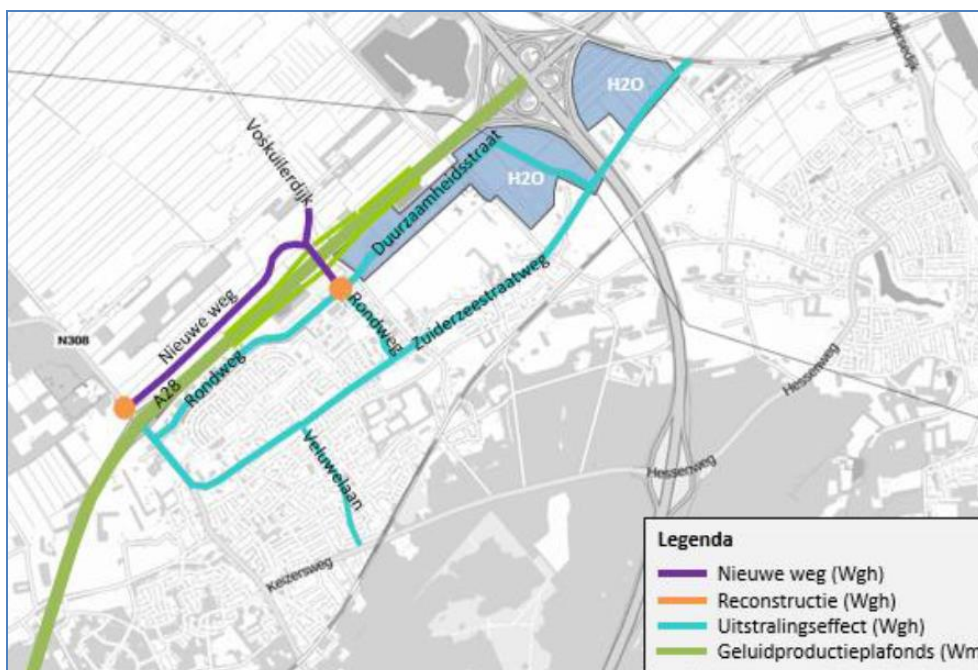 H2O
Voskuilerdijk
Duurzaamheidsstraat
H2O
Nieuwe weg
Rondweg
Zuiderzeestraatweg
N308
A28
Rondweg
Veluwelaan
Hessenweg
Hessenweg
Keizersweg
Legenda
Nieuwe weg (Wgh)
Reconstructie (Wgh)
Uitstralingseffect (Wgh)
Geluidproductieplafonds